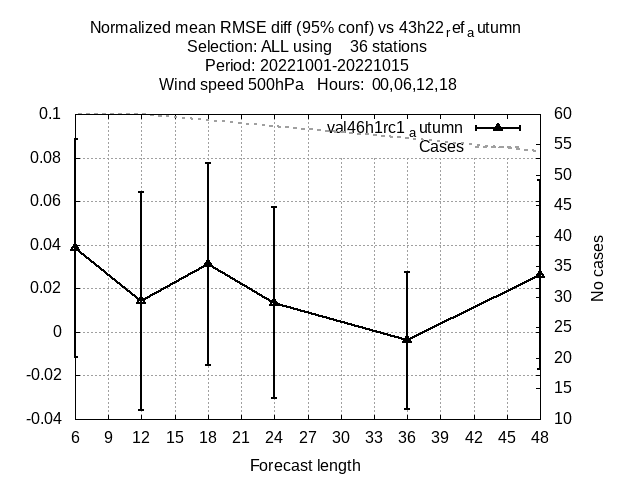 Normalized mean RMSE diff (95% conf) vs 43h22refautumn
Selection: ALL using 36 stations
Period: 20221001-20221015
Wind speed 500hPa Hours: 00,06,12,18
val46h1rc1autumn
Cases
0.1
0.08
0.06
0.04
0.02
0
-0.02
-0.04
60
55
50
45
40
35
30
25
20
15
10
No cases
6 9 12 15 18 21 24 27 30 33 36 39 42 45 48
Forecast length